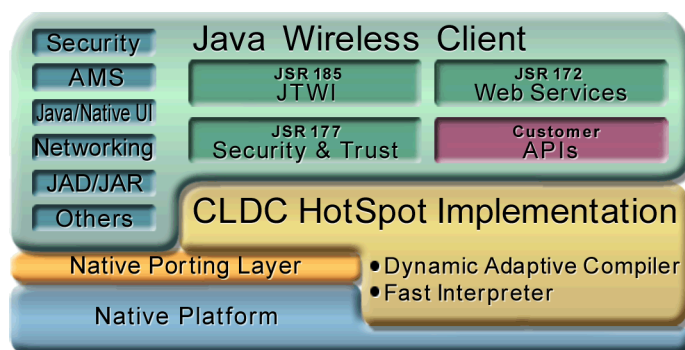 Java Wireless Client
Security
AMS
Java/Native UI
Networking
JAD/JAR
Others
JSR 185
JTWI
JSR 172
Web Services
JSR 177
Security & Trust
Customer
APIs
CLDC HotSpot Implementation
•Dynamic Adaptive Compiler
•Fast Interpreter
Native Porting Layer
Native Platform